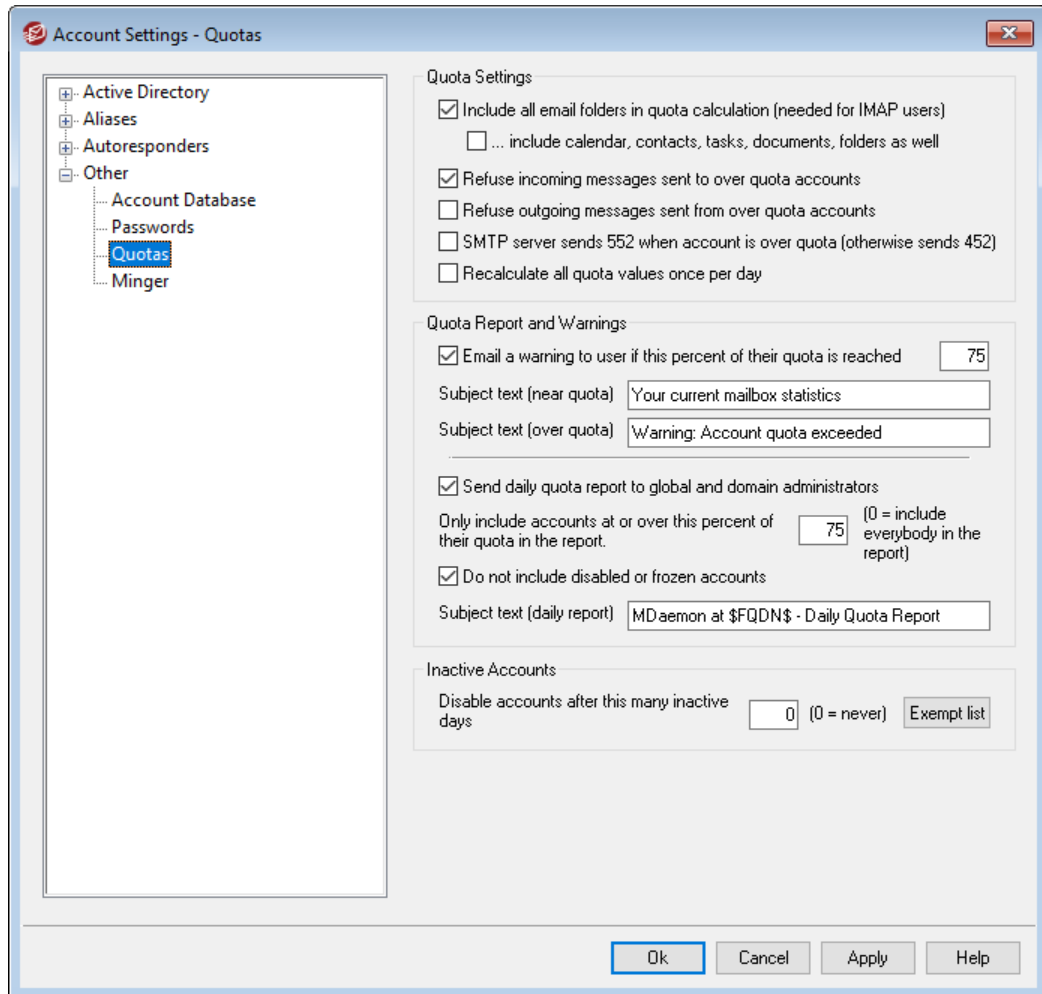 Account Settings - Quotas
Active Directory
Aliases
Autoresponders
Other
Account Database
Passwords
Quotas
Minger
Quota Settings
Include all email folders in quota calculation (needed for IMAP users)
... include calendar, contacts, tasks, documents, folders as well
Refuse incoming messages sent to over quota accounts
Refuse outgoing messages sent from over quota accounts
SMTP server sends 552 when account is over quota (otherwise sends 452)
Recalculate all quota values once per day
Quota Report and Warnings
Email a warning to user if this percent of their quota is reached 75
Subject text (near quota) Your current mailbox statistics
Subject text (over quota) Warning: Account quota exceeded
Send daily quota report to global and domain administrators
Only include accounts at or over this percent of
their quota in the report.
75
(0 = include
everybody in the
report)
Do not include disabled or frozen accounts
Subject text (daily report) MDaemon at $FQDN$ - Daily Quota Report
Inactive Accounts
Disable accounts after this many inactive
days
0 (0 = never) Exempt list
Ok Cancel Apply Help